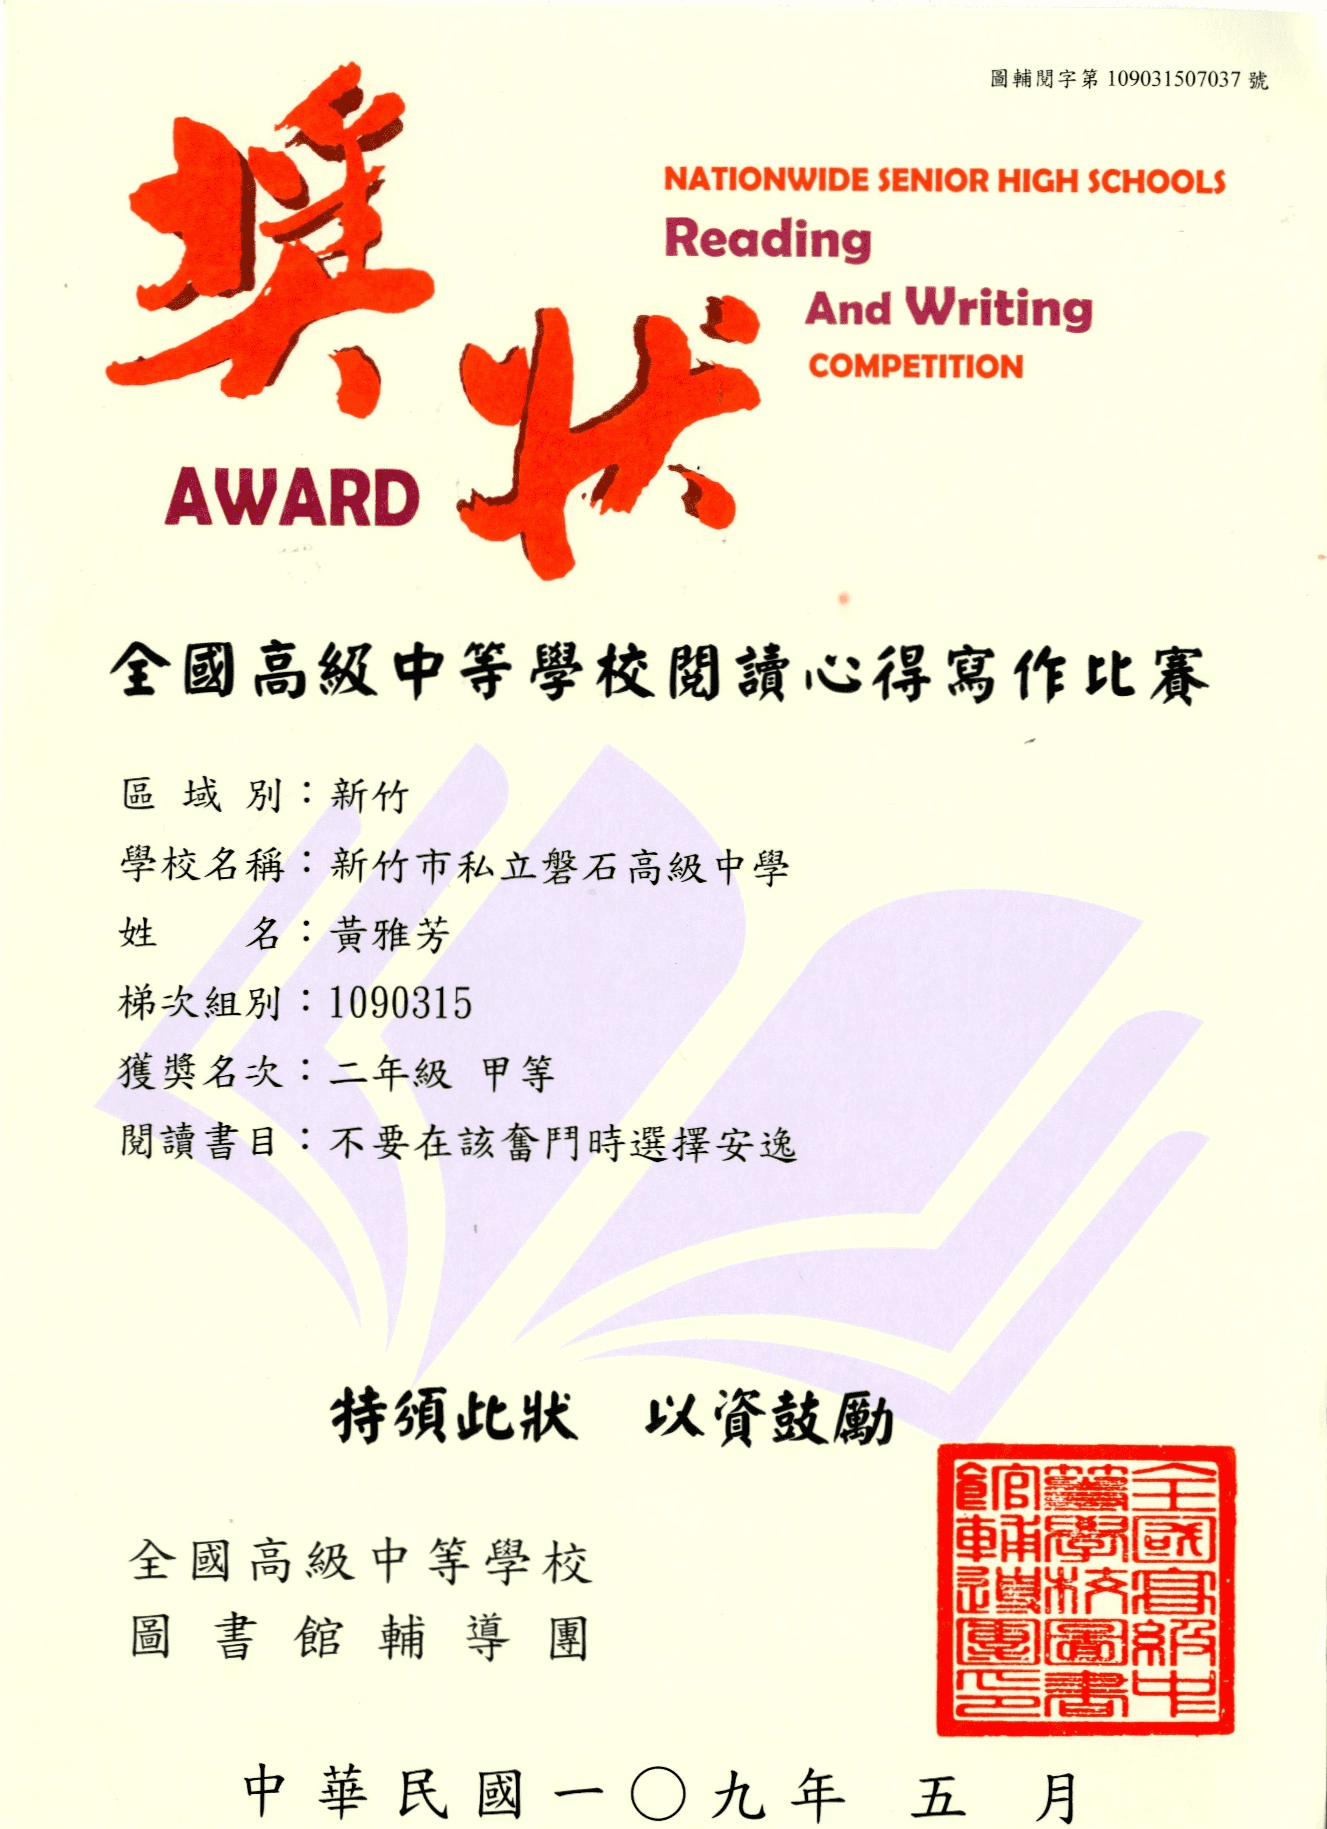 圖輔閱字第 109031507037 號
獎狀
NATIONWIDE SENIOR HIGH SCHOOLS
Reading
And Writing
COMPETITION
AWARD
全國高級中等學校閱讀心得寫作比賽
區域別：新竹
學校名稱：新竹市私立磐石高級中學
姓名：黃雅芳
梯次組別：1090315
獲獎名次：二年級 甲等
閱讀書目：不要在該奮鬥時選擇安逸
特頒此狀 以資鼓勵
全國高級中等學校
圖書館輔導團
全國高級中
等學校圖書
館輔導團印
中華民國一〇九年 五 月